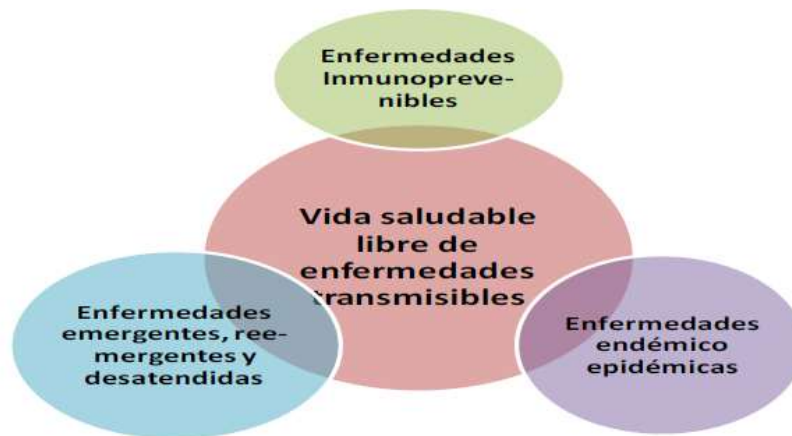 Enfermedades
Inmunopreve-
nibles
Vida saludable
libre de
enfermedades
transmisibles
Enfermedades
emergentes, ree-
mergentes y
desatendidas
Enfermedades
endémico
epidémicas